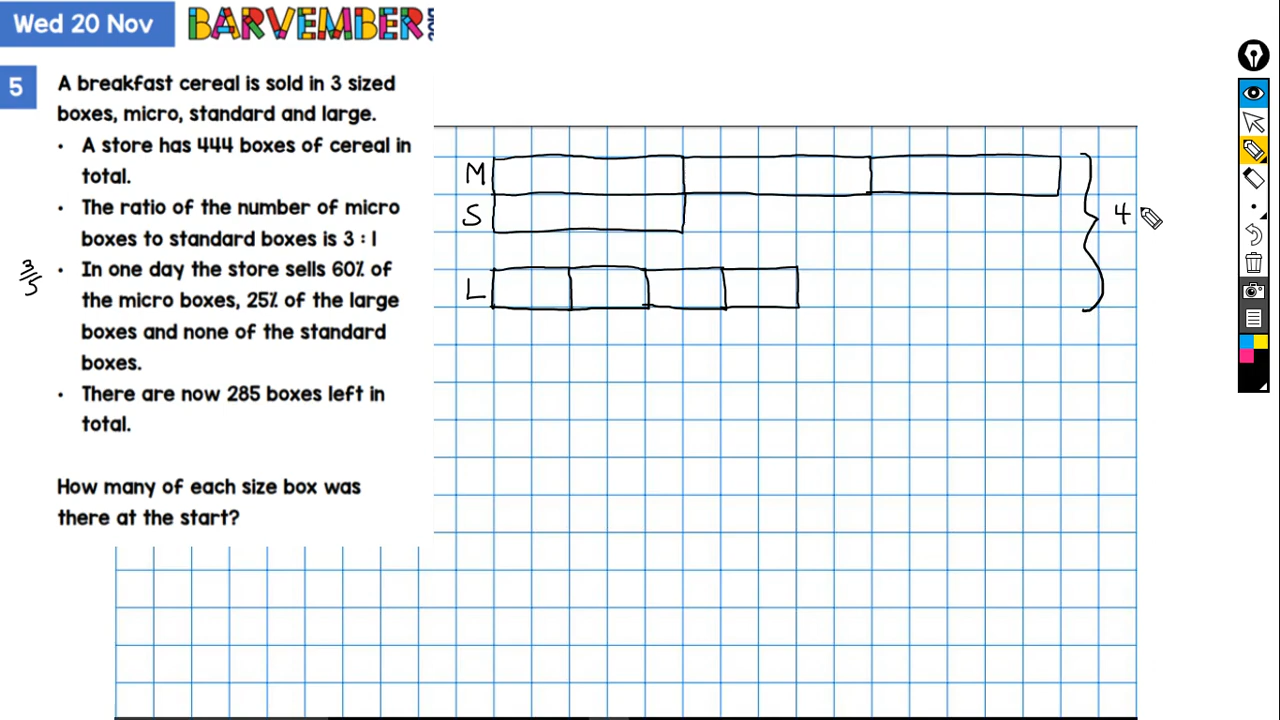 Wed 20 Nov
BARVEMBER
5
A breakfast cereal is sold in 3 sized
boxes, micro, standard and large.
• A store has 444 boxes of cereal in
total.
• The ratio of the number of micro
boxes to standard boxes is 3 : 1
3/5
• In one day the store sells 60% of
the micro boxes, 25% of the large
boxes and none of the standard
boxes.
• There are now 285 boxes left in
total.
How many of each size box was
there at the start?
M
S
L
4